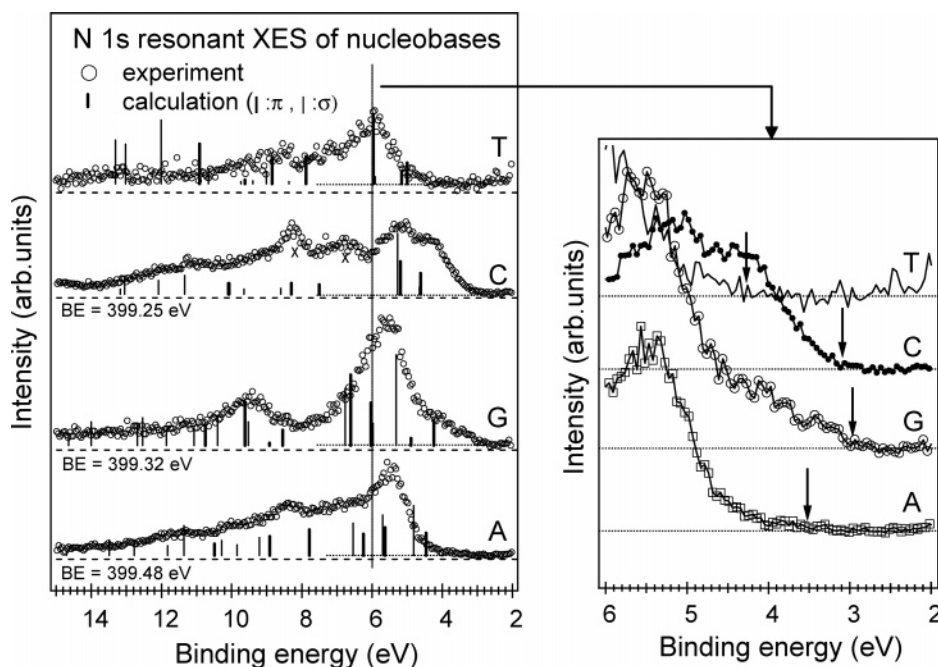 N 1s resonant XES of nucleobases
○ experiment
| calculation (| :π , | :σ)
T
x x
C
BE = 399.25 eV
G
BE = 399.32 eV
A
BE = 399.48 eV
14 12 10 8 6 4 2
Binding energy (eV)
Intensity (arb.units)
T
C
G
A
6 5 4 3 2
Binding energy (eV)
Intensity (arb.units)